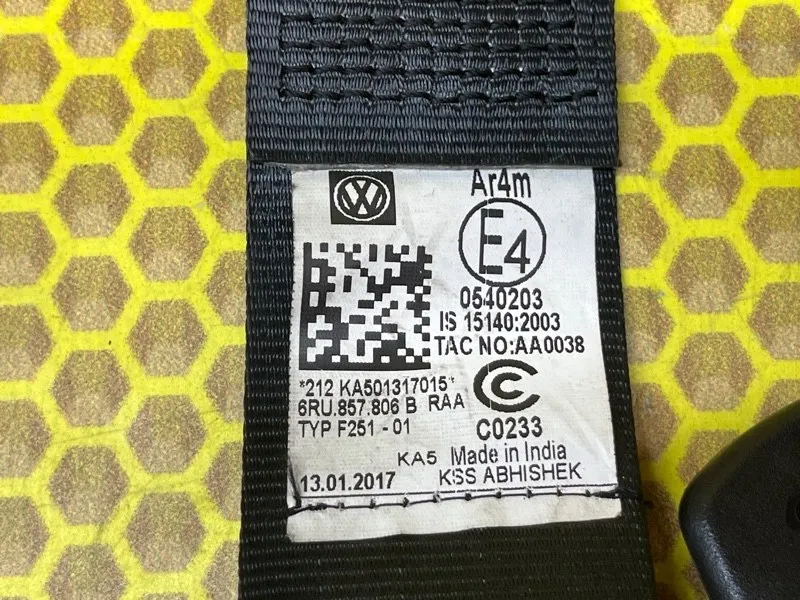 Ar4m
E4
0540203
IS 15140:2003
TAC NO:AA0038
*212 KA501317015*
6RU.857.806 B RAA
TYP F251 - 01
C0233
KA5 Made in India
13.01.2017 KSS ABHISHEK